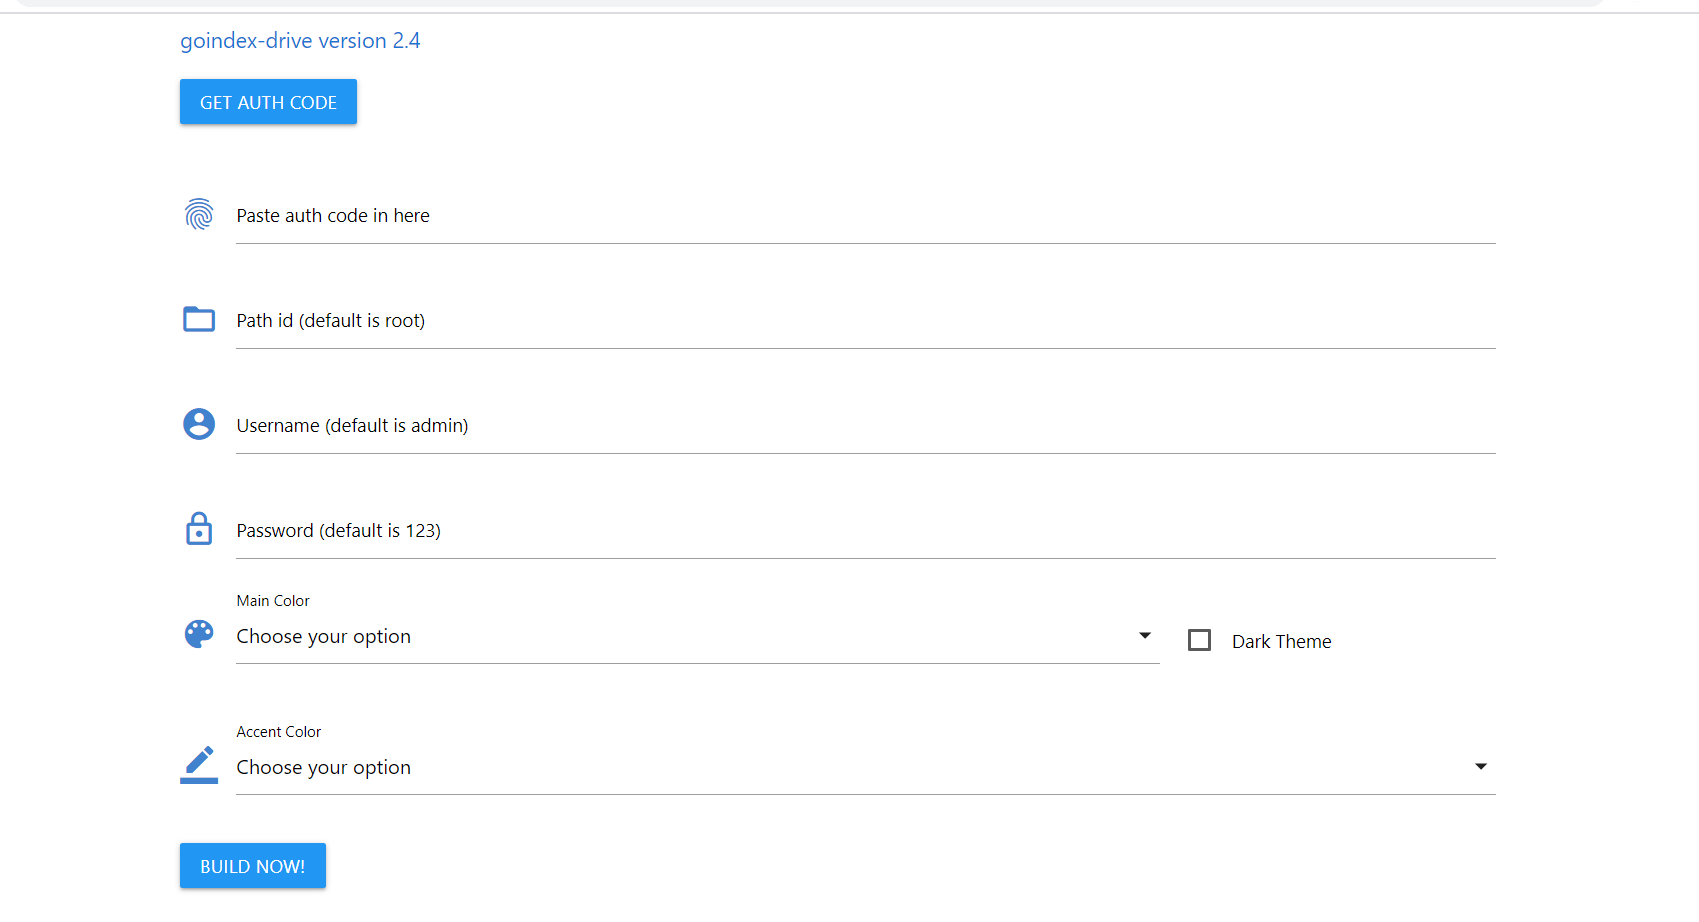 goindex-drive version 2.4
GET AUTH CODE
Paste auth code in here
Path id (default is root)
Username (default is admin)
Password (default is 123)
Main Color
Choose your option
Dark Theme
Accent Color
Choose your option
BUILD NOW!